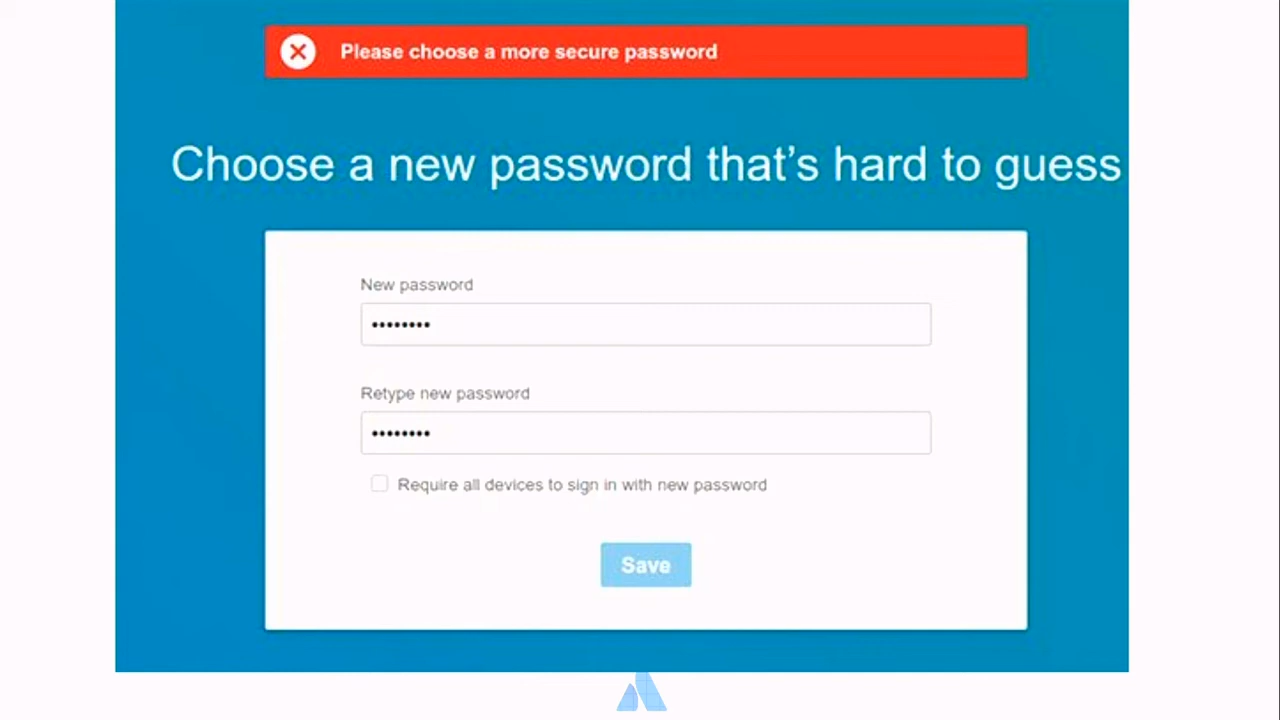 Please choose a more secure password
Choose a new password that’s hard to guess
New password
••••••••
Retype new password
••••••••
Require all devices to sign in with new password
Save